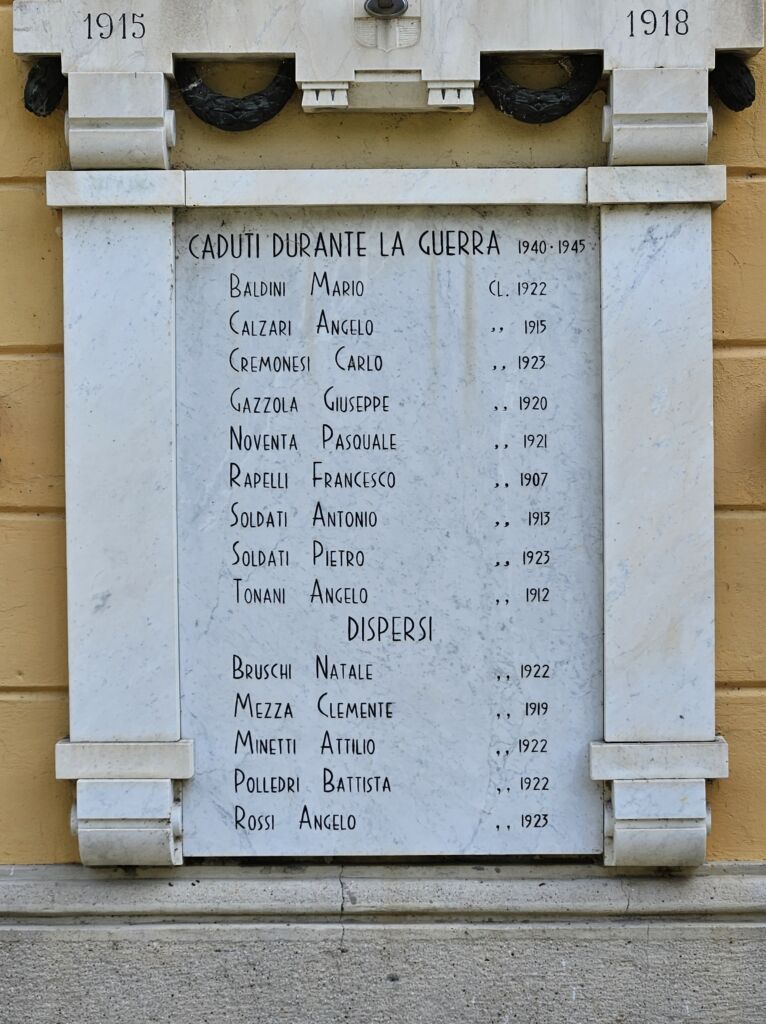 1915 1918
CADUTI DURANTE LA GUERRA 1940·1945
BALDINI MARIO CL. 1922
CALZARI ANGELO ,, 1915
CREMONESI CARLO ,, 1923
GAZZOLA GIUSEPPE ,, 1920
NOVENTA PASQUALE ,, 1921
RAPELLI FRANCESCO ,, 1907
SOLDATI ANTONIO ,, 1913
SOLDATI PIETRO ,, 1923
TONANI ANGELO ,, 1912
DISPERSI
BRUSCHI NATALE ,, 1922
MEZZA CLEMENTE ,, 1919
MINETTI ATTILIO ,, 1922
POLLEDRI BATTISTA ,, 1922
ROSSI ANGELO ,, 1923